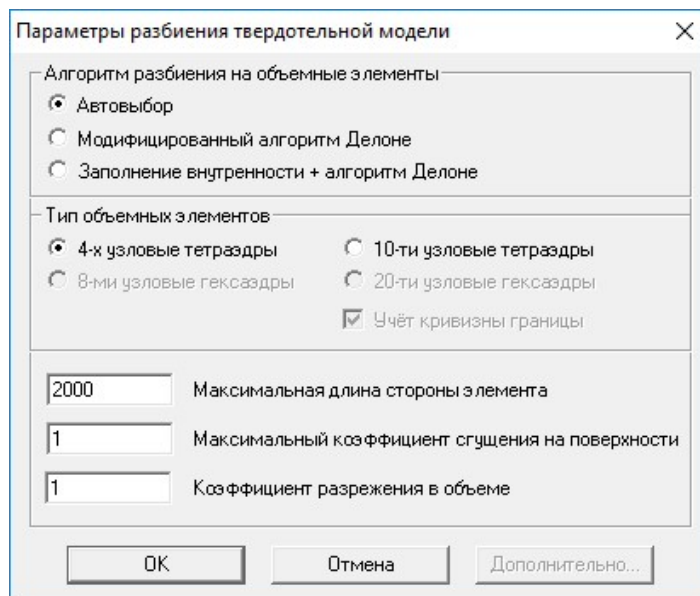 Параметры разбиения твердотельной модели
Алгоритм разбиения на объемные элементы
Автовыбор
Модифицированный алгоритм Делоне
Заполнение внутренности + алгоритм Делоне
Тип объемных элементов
4-х узловые тетраэдры 10-ти узловые тетраэдры
8-ми узловые гексаэдры 20-ти узловые гексаэдры
Учёт кривизны границы
2000 Максимальная длина стороны элемента
1 Максимальный коэффициент сгущения на поверхности
1 Коэффициент разрежения в объеме
OK Отмена Дополнительно...